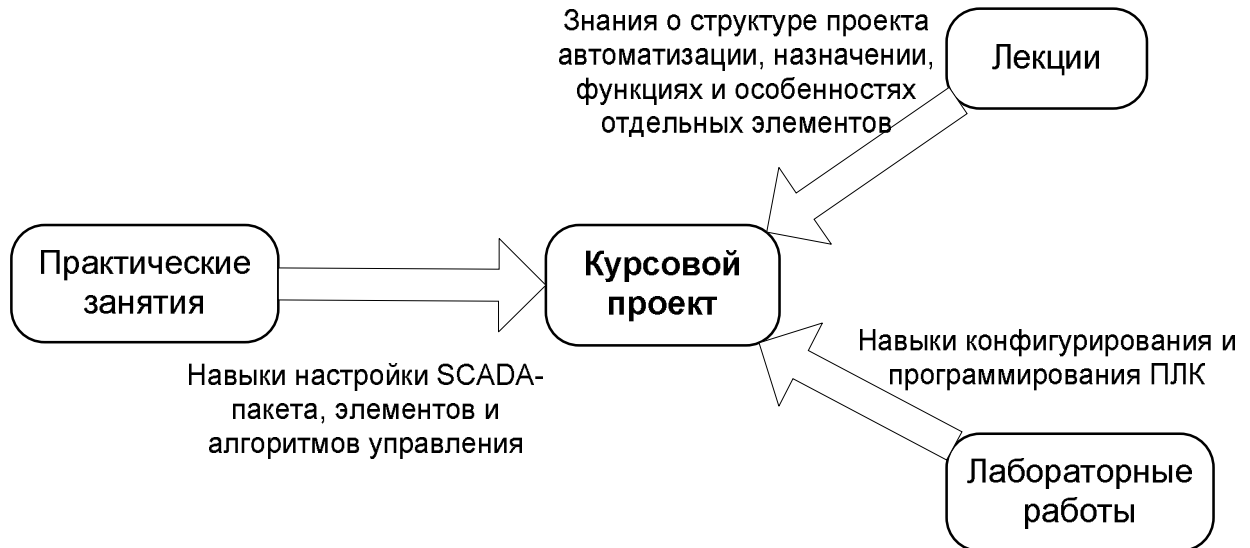 Знания о структуре проекта
автоматизации, назначении,
функциях и особенностях
отдельных элементов
Лекции
Практические
занятия
Курсовой
проект
Навыки настройки SCADA-
пакета, элементов и
алгоритмов управления
Навыки конфигурирования и
программирования ПЛК
Лабораторные
работы